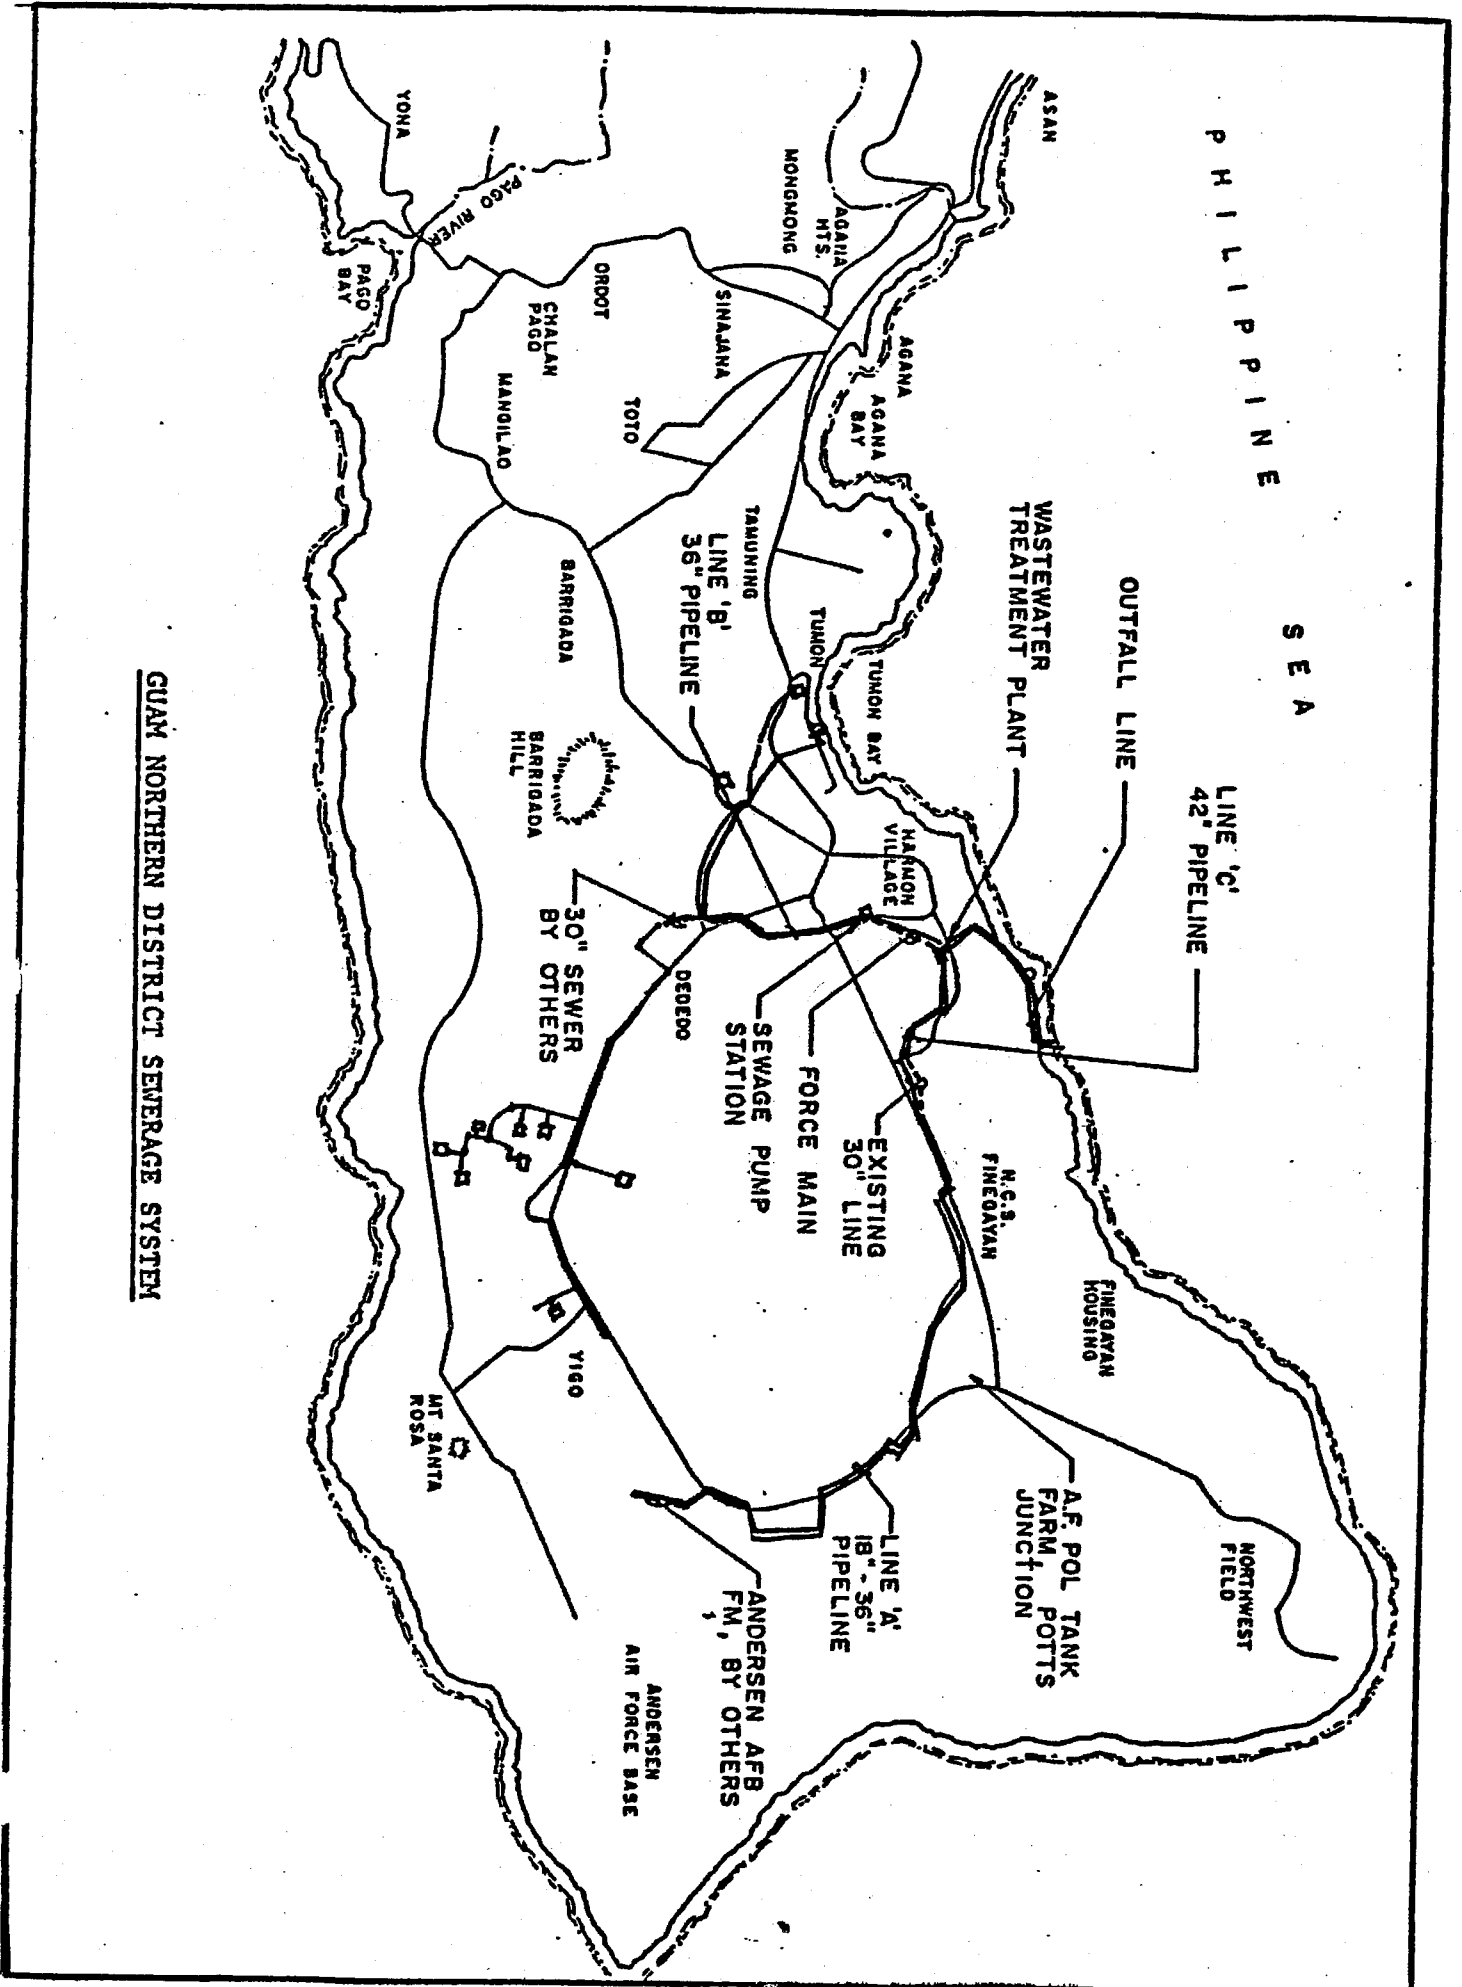 PHILIPPINE SEA
ASAN
AGANA
AGANA
BAY
AGANA
HTS.
MONGMONG
SINAJANA
ORDOT
CHALAN
PAGO
YONA
PAGO RIVER
PAGO
BAY
MANGILAO
TOTO
TAMUNING
BARRIGADA
BARRIGADA
HILL
TUMON
TUMON BAY
HARMON
VILLAGE
WASTEWATER
TREATMENT PLANT
OUTFALL LINE
LINE 'C'
42" PIPELINE
LINE 'B'
36" PIPELINE
30" SEWER
BY OTHERS
DEDEDO
SEWAGE PUMP
STATION
FORCE MAIN
EXISTING
30" LINE
N.C.S.
FINEGAYAN
FINEGAYAN
HOUSING
NORTHWEST
FIELD
A.F. POL TANK
FARM, POTTS
JUNCTION
LINE 'A'
18" - 36"
PIPELINE
ANDERSEN AFB
FM, BY OTHERS
ANDERSEN
AIR FORCE BASE
YIGO
MT SANTA
ROSA
GUAM NORTHERN DISTRICT SEWERAGE SYSTEM